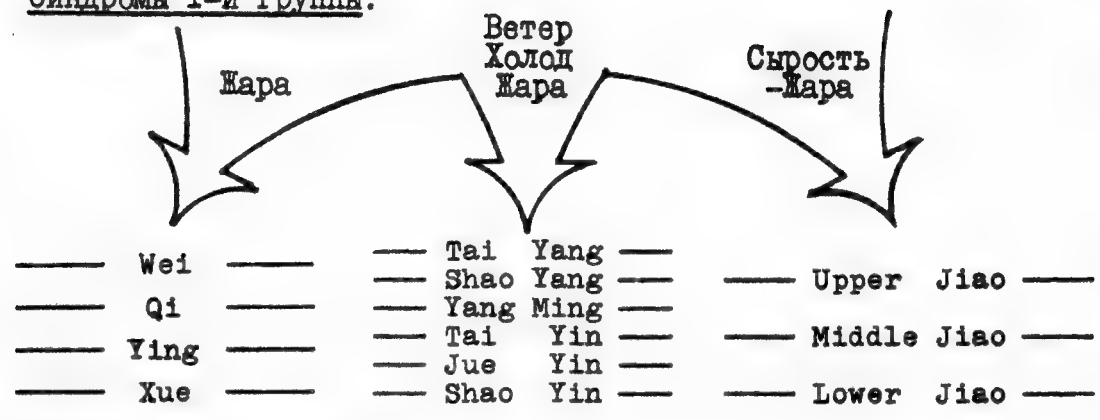 Синдромы 1-й группы.
Ветер
Холод
Жара
Жара
Сырость
-Жара
Wei
Qi
Ying
Xue
Tai Yang
Shao Yang
Yang Ming
Tai Yin
Jue Yin
Shao Yin
Upper Jiao
Middle Jiao
Lower Jiao